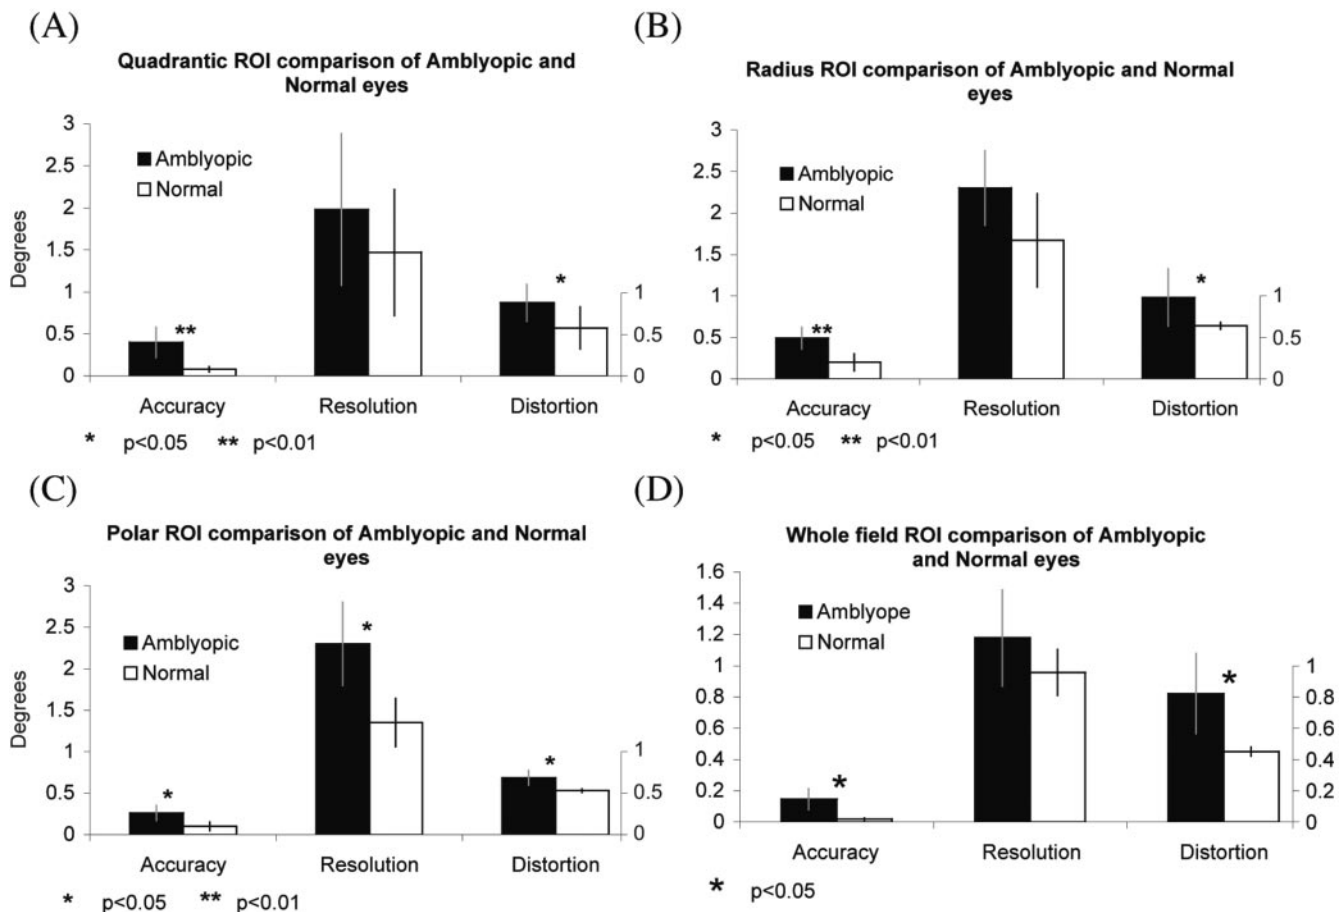 (A)
Quadrantic ROI comparison of Amblyopic and
Normal eyes
3
2.5
2
1.5
1
0.5
0
Degrees
Amblyopic
Normal
**
*
1
0.5
0
Accuracy
Resolution
Distortion
* p<0.05 ** p<0.01
(B)
Radius ROI comparison of Amblyopic and Normal
eyes
3
2.5
2
1.5
1
0.5
0
Amblyopic
Normal
**
*
1
0.5
0
Accuracy
Resolution
Distortion
* p<0.05 ** p<0.01
(C)
Polar ROI comparison of Amblyopic and Normal
eyes
3
2.5
2
1.5
1
0.5
0
Degrees
Amblyopic
Normal
*
*
*
1
0.5
0
Accuracy
Resolution
Distortion
* p<0.05 ** p<0.01
(D)
Whole field ROI comparison of Amblyopic
and Normal eyes
1.6
1.4
1.2
1
0.8
0.6
0.4
0.2
0
Amblyope
Normal
*
*
1
0.8
0.6
0.4
0.2
0
Accuracy
Resolution
Distortion
* p<0.05